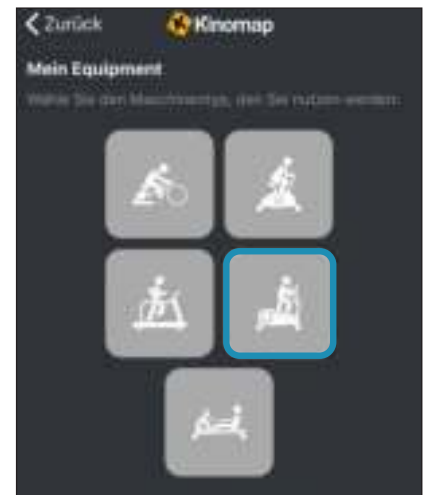 Zurück
Kinomap
Mein Equipment
Wähle Sie den Maschinentyp, den Sie nutzen werden.